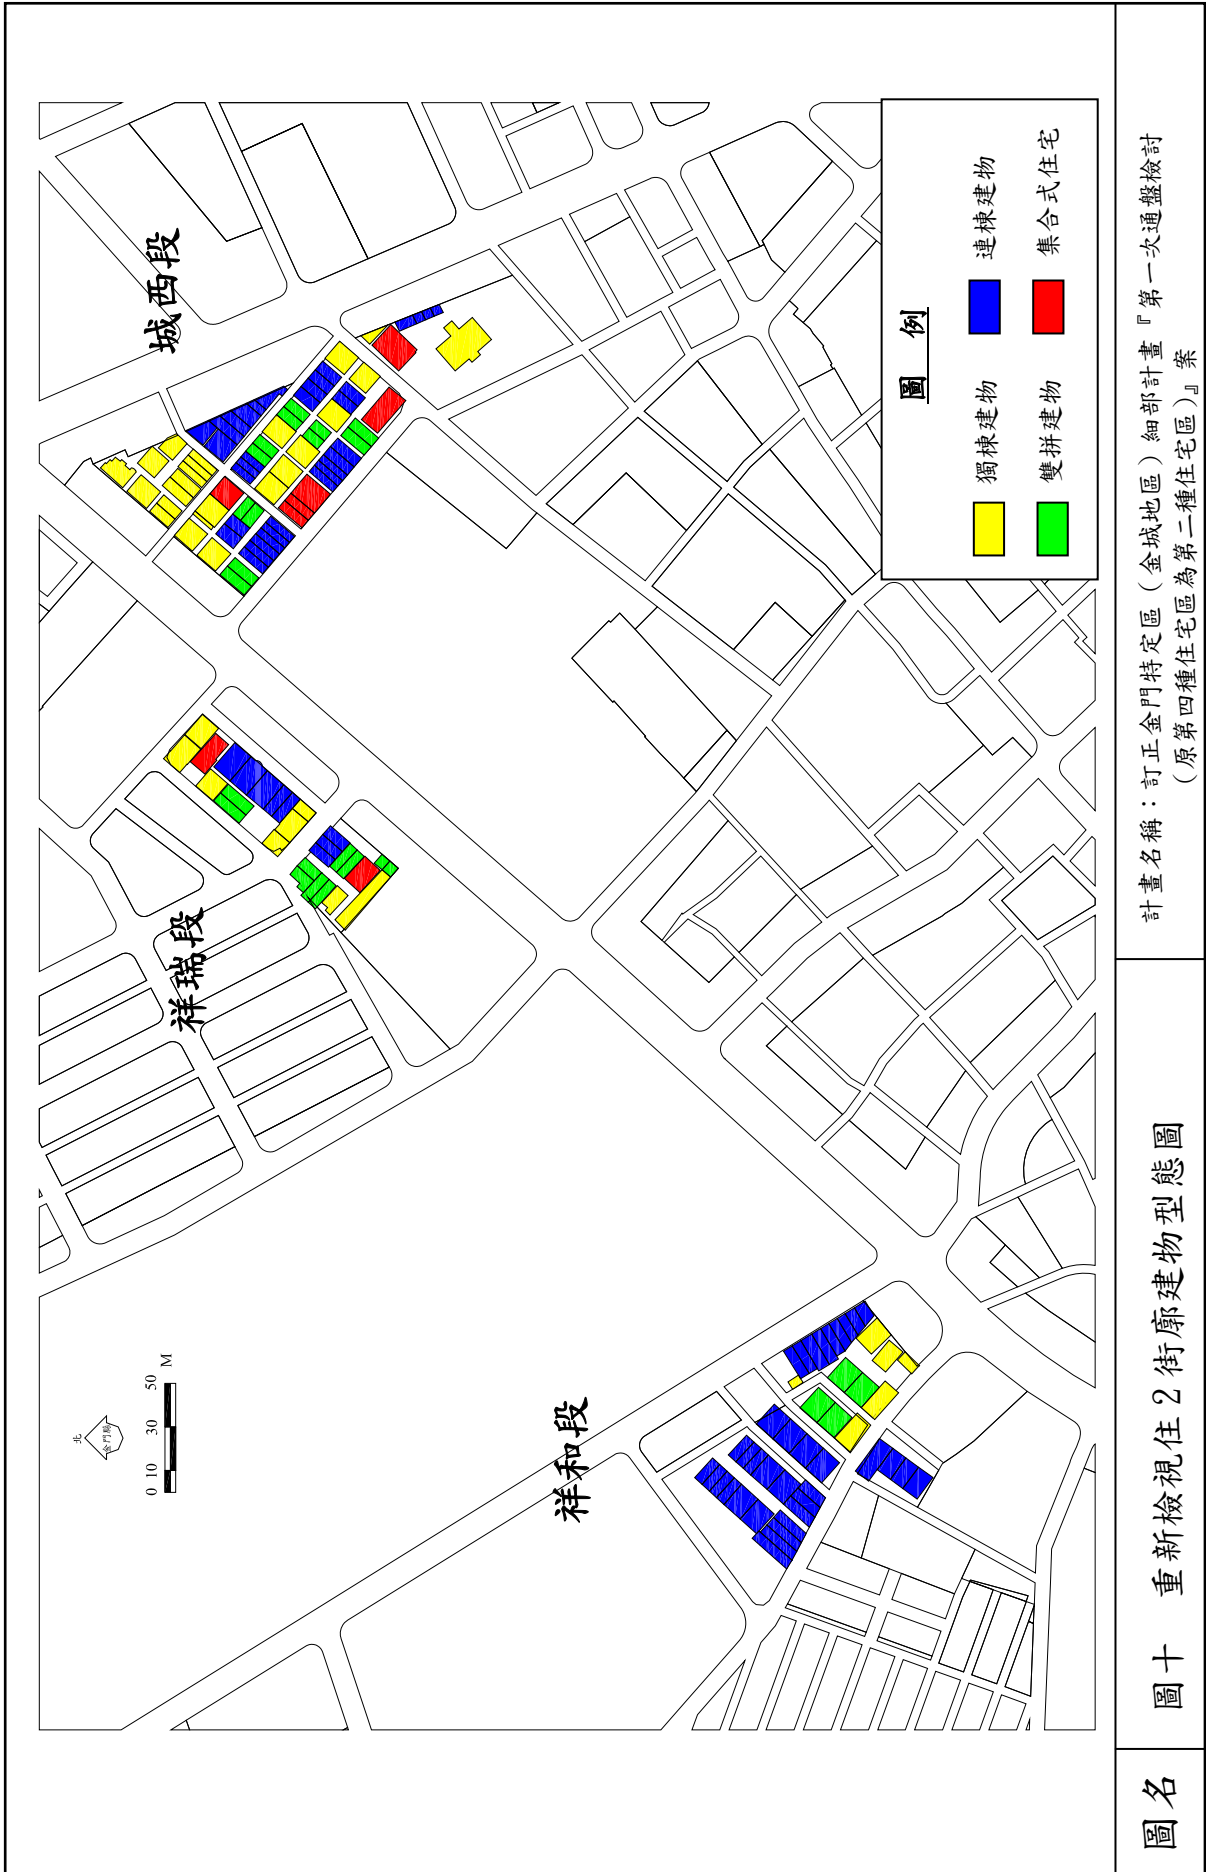 城西段
祥瑞段
祥和段
北
金門縣
0 10 30 50 M
圖 例
獨棟建物
連棟建物
雙拼建物
集合式住宅
圖名
圖十 重新檢視住2街廓建物型態圖
計畫名稱：訂正金門特定區（金城地區）細部計畫『第一次通盤檢討
（原第四種住宅區為第二種住宅區）』案